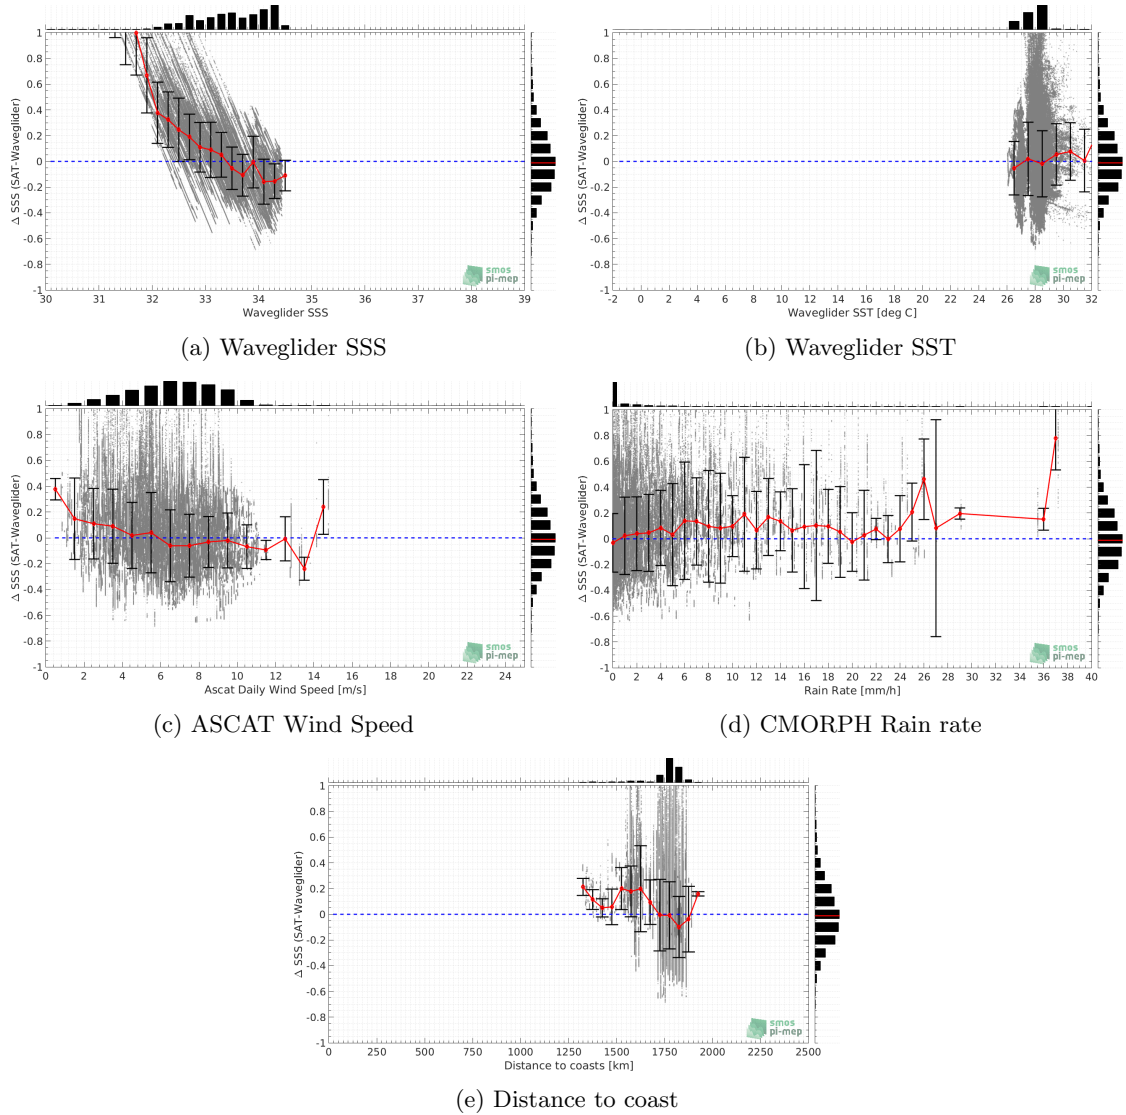 1
0.8
0.6
0.4
0.2
0
-0.2
-0.4
-0.6
-0.8
-1
Δ SSS (SAT-Waveglider)
30 31 32 33 34 35 36 37 38 39
Waveglider SSS
smos
pi-mep
(a) Waveglider SSS
1
0.8
0.6
0.4
0.2
0
-0.2
-0.4
-0.6
-0.8
-1
Δ SSS (SAT-Waveglider)
-2 0 2 4 6 8 10 12 14 16 18 20 22 24 26 28 30 32
Waveglider SST [deg C]
smos
pi-mep
(b) Waveglider SST
1
0.8
0.6
0.4
0.2
0
-0.2
-0.4
-0.6
-0.8
-1
Δ SSS (SAT-Waveglider)
0 2 4 6 8 10 12 14 16 18 20 22 24
Ascat Daily Wind Speed [m/s]
smos
pi-mep
(c) ASCAT Wind Speed
1
0.8
0.6
0.4
0.2
0
-0.2
-0.4
-0.6
-0.8
-1
Δ SSS (SAT-Waveglider)
0 2 4 6 8 10 12 14 16 18 20 22 24 26 28 30 32 34 36 38 40
Rain Rate [mm/h]
smos
pi-mep
(d) CMORPH Rain rate
1
0.8
0.6
0.4
0.2
0
-0.2
-0.4
-0.6
-0.8
-1
Δ SSS (SAT-Waveglider)
0 250 500 750 1000 1250 1500 1750 2000 2250 2500
Distance to coasts [km]
smos
pi-mep
(e) Distance to coast